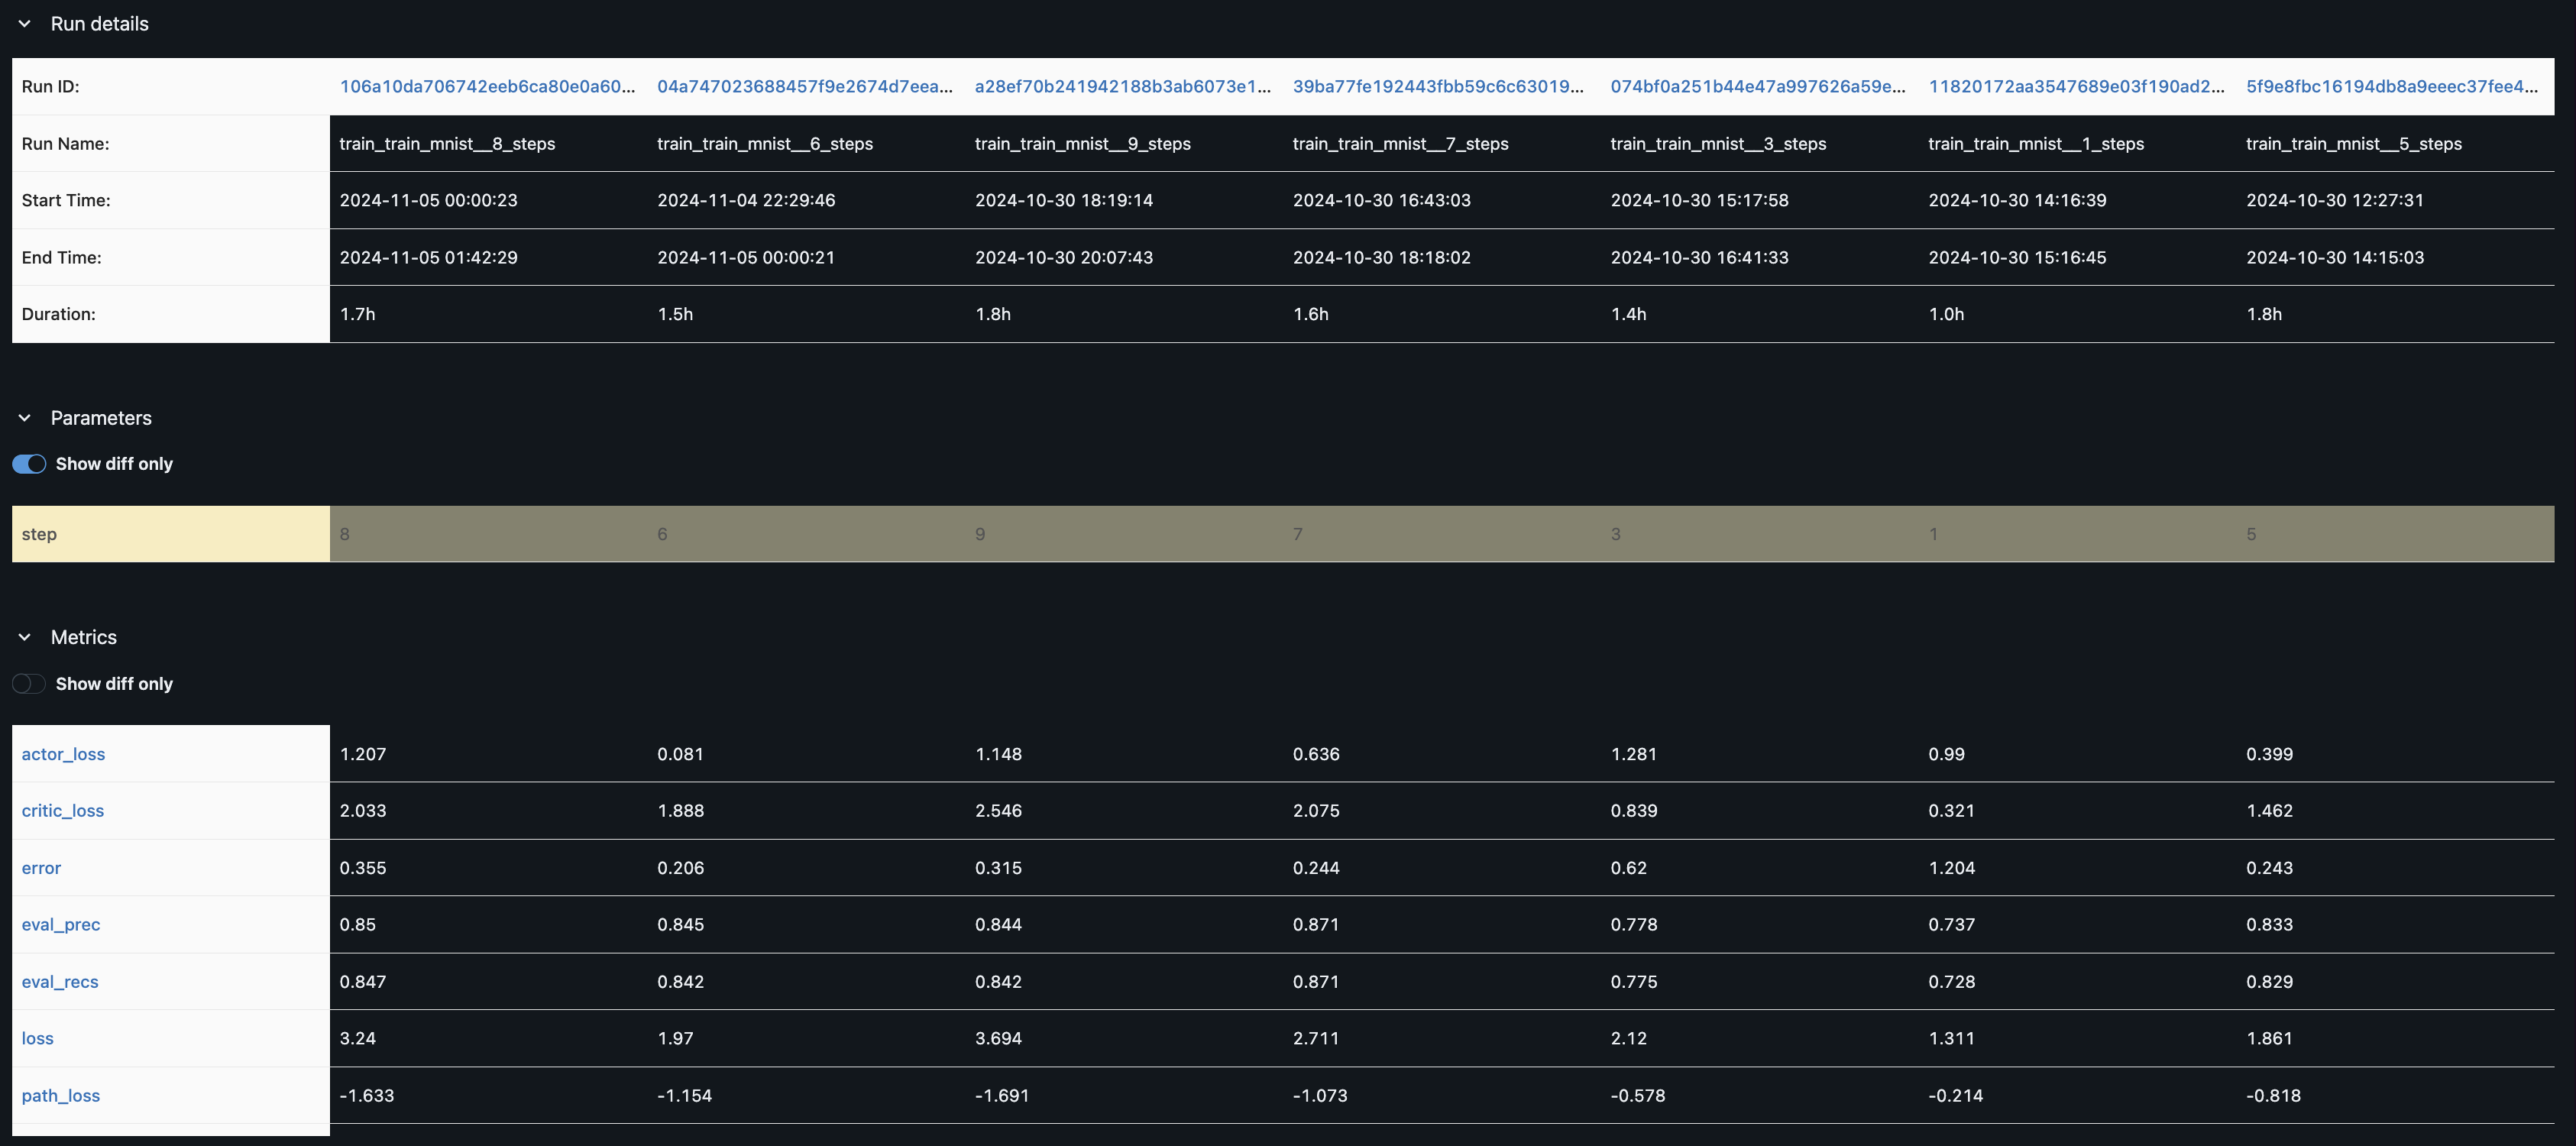 Run details
Run ID: 106a10da706742eeb6ca80e0a60... 04a747023688457f9e2674d7eea... a28ef70b241942188b3ab6073e1... 39ba77fe192443fbb59c6c63019... 074bf0a251b44e47a997626a59e... 11820172aa3547689e03f190ad2... 5f9e8fbc16194db8a9eeec37fee4...
Run Name: train_train_mnist__8_steps train_train_mnist__6_steps train_train_mnist__9_steps train_train_mnist__7_steps train_train_mnist__3_steps train_train_mnist__1_steps train_train_mnist__5_steps
Start Time: 2024-11-05 00:00:23 2024-11-04 22:29:46 2024-10-30 18:19:14 2024-10-30 16:43:03 2024-10-30 15:17:58 2024-10-30 14:16:39 2024-10-30 12:27:31
End Time: 2024-11-05 01:42:29 2024-11-05 00:00:21 2024-10-30 20:07:43 2024-10-30 18:18:02 2024-10-30 16:41:33 2024-10-30 15:16:45 2024-10-30 14:15:03
Duration: 1.7h 1.5h 1.8h 1.6h 1.4h 1.0h 1.8h
Parameters
Show diff only
step 8 6 9 7 3 1 5
Metrics
Show diff only
actor_loss 1.207 0.081 1.148 0.636 1.281 0.99 0.399
critic_loss 2.033 1.888 2.546 2.075 0.839 0.321 1.462
error 0.355 0.206 0.315 0.244 0.62 1.204 0.243
eval_prec 0.85 0.845 0.844 0.871 0.778 0.737 0.833
eval_recs 0.847 0.842 0.842 0.871 0.775 0.728 0.829
loss 3.24 1.97 3.694 2.711 2.12 1.311 1.861
path_loss -1.633 -1.154 -1.691 -1.073 -0.578 -0.214 -0.818